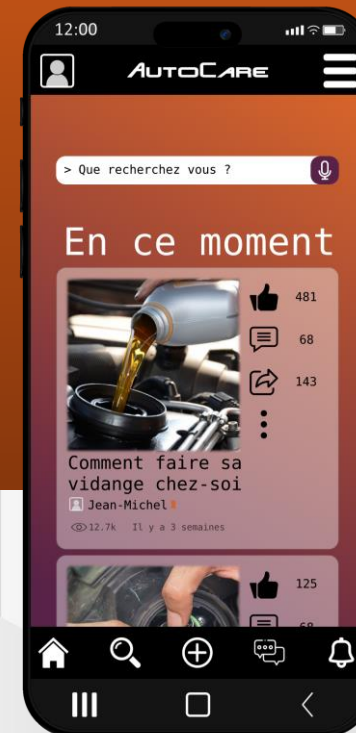 12:00
AUTOCARE
> Que recherchez vous ?
En ce moment
481
68
143
Comment faire sa
vidange chez-soi
Jean-Michel
12.7k Il y a 3 semaines
125
68